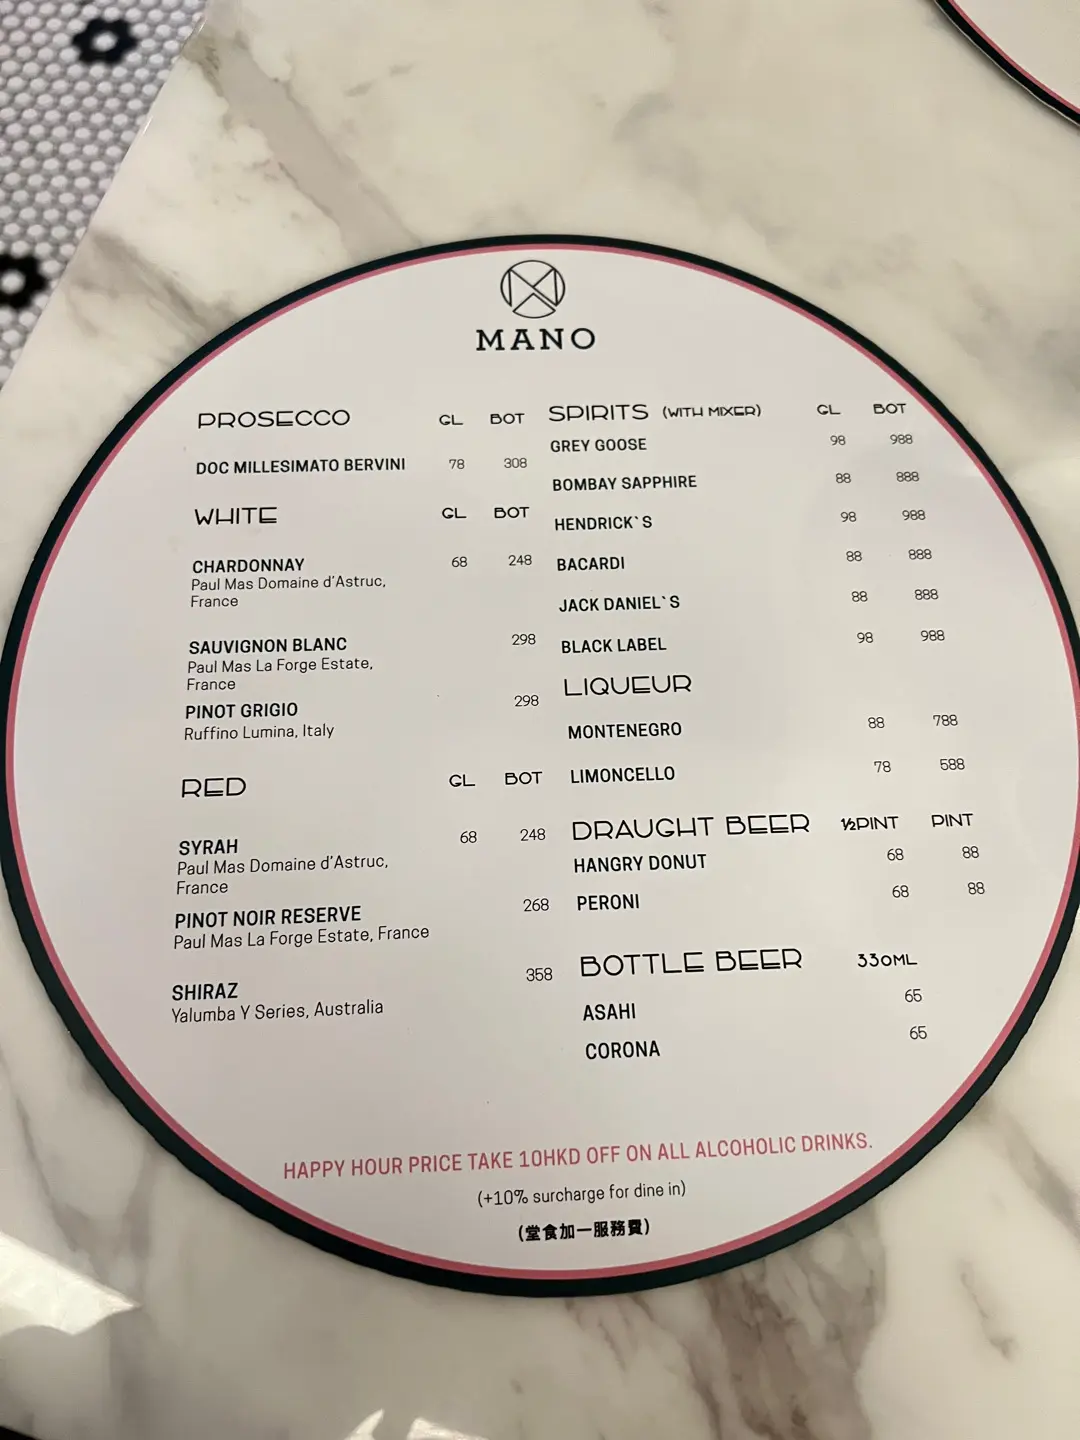 MANO
PROSECCO GL BOT
DOC MILLESIMATO BERVINI 78 308
WHITE GL BOT
CHARDONNAY 68 248
Paul Mas Domaine d'Astruc,
France
SAUVIGNON BLANC 298
Paul Mas La Forge Estate,
France
PINOT GRIGIO 298
Ruffino Lumina, Italy
RED GL BOT
SYRAH 68 248
Paul Mas Domaine d'Astruc,
France
PINOT NOIR RESERVE 268
Paul Mas La Forge Estate, France
SHIRAZ 358
Yalumba Y Series, Australia
SPIRITS (WITH MIXER) GL BOT
GREY GOOSE 98 988
BOMBAY SAPPHIRE 88 888
HENDRICK`S 98 988
BACARDI 88 888
JACK DANIEL`S 88 888
BLACK LABEL 98 988
LIQUEUR
MONTENEGRO 88 788
LIMONCELLO 78 588
DRAUGHT BEER ½PINT PINT
HANGRY DONUT 68 88
PERONI 68 88
BOTTLE BEER 330ML
ASAHI 65
CORONA 65
HAPPY HOUR PRICE TAKE 10HKD OFF ON ALL ALCOHOLIC DRINKS.
(+10% surcharge for dine in)
(堂食加一服務費)